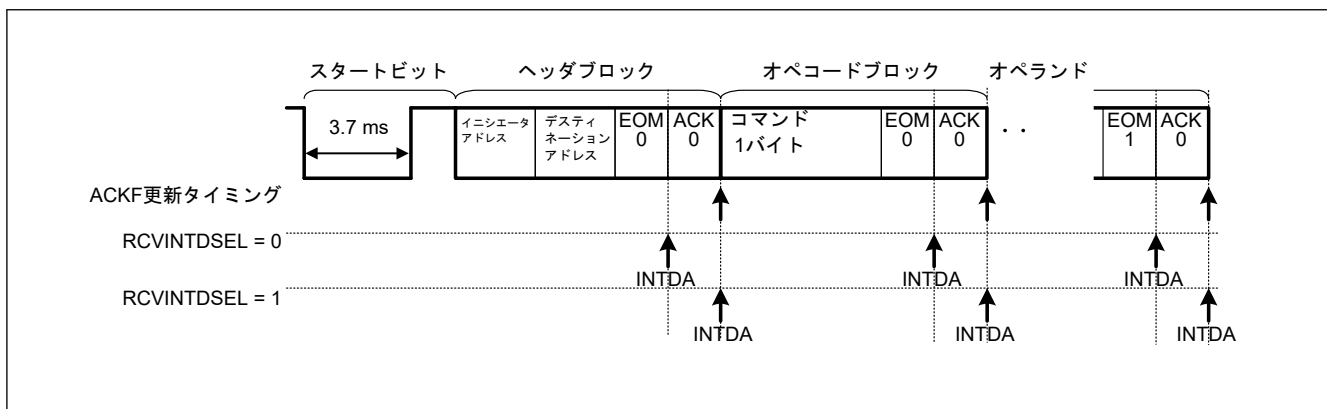 スタートビット ヘッダブロック オペコードブロック オペランド
3.7 ms
イニシエータ
アドレス
デスティ
ネーション
アドレス
EOM
0
ACK
0
コマンド
1バイト
EOM
0
ACK
0
・・
EOM
1
ACK
0
ACKF更新タイミング
RCVINTDSEL = 0
INTDA INTDA INTDA
RCVINTDSEL = 1
INTDA INTDA INTDA